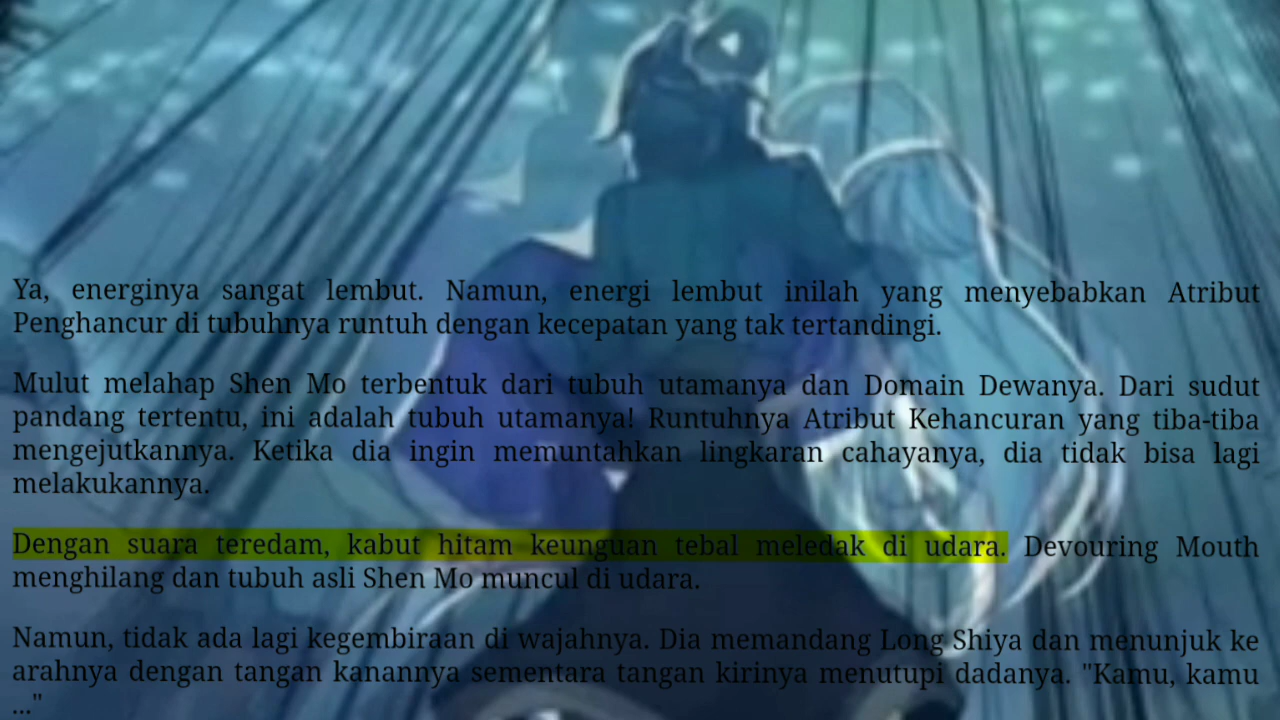 Ya, energinya sangat lembut. Namun, energi lembut inilah yang menyebabkan Atribut
Penghancur di tubuhnya runtuh dengan kecepatan yang tak tertandingi.
Mulut melahap Shen Mo terbentuk dari tubuh utamanya dan Domain Dewanya. Dari sudut
pandang tertentu, ini adalah tubuh utamanya! Runtuhnya Atribut Kehancuran yang tiba-tiba
mengejutkannya. Ketika dia ingin memuntahkan lingkaran cahayanya, dia tidak bisa lagi
melakukannya.
Dengan suara teredam, kabut hitam keunguan tebal meledak di udara. Devouring Mouth
menghilang dan tubuh asli Shen Mo muncul di udara.
Namun, tidak ada lagi kegembiraan di wajahnya. Dia memandang Long Shiya dan menunjuk ke
arahnya dengan tangan kanannya sementara tangan kirinya menutupi dadanya. "Kamu, kamu
..."